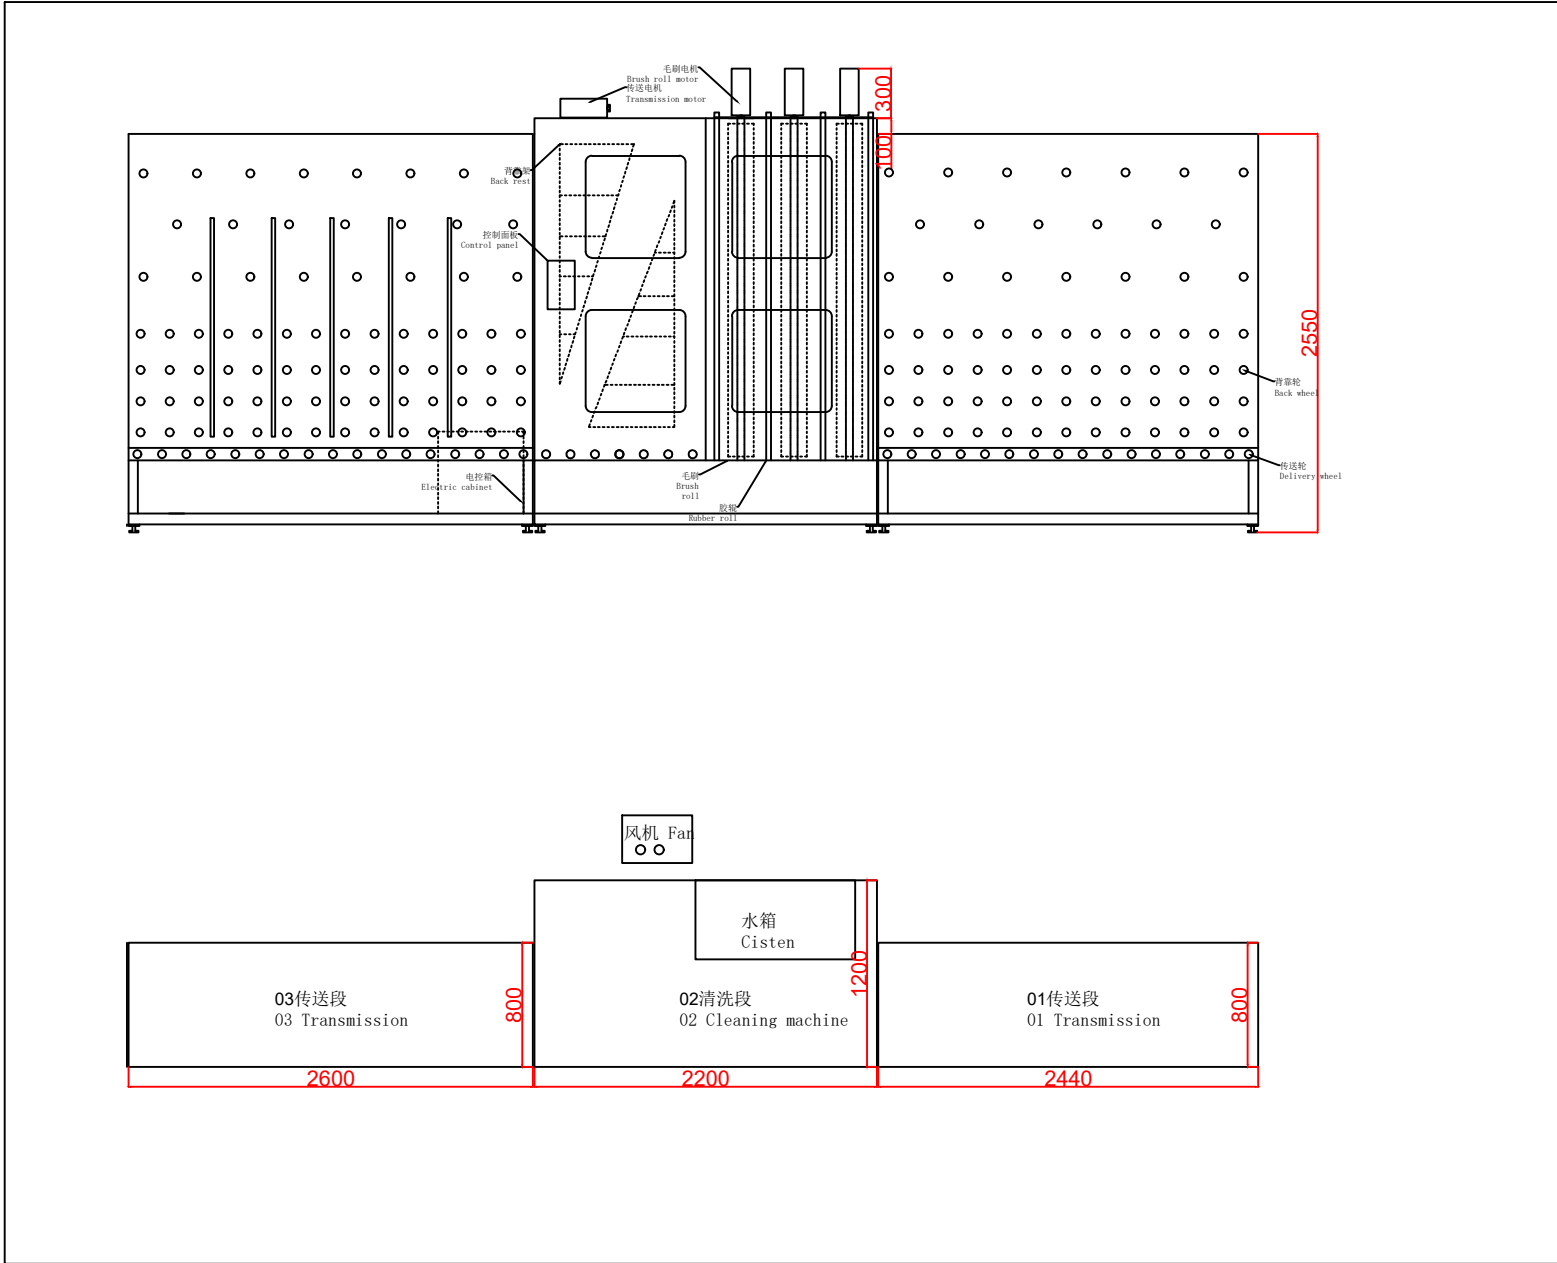 毛刷电机
Brush roll motor
传送电机
Transmission motor
300
100
背靠架
Back rest
控制面板
Control panel
2550
背靠轮
Back wheel
传送轮
Delivery wheel
电控箱
Electric cabinet
毛刷
Brush
roll
胶辊
Rubber roll
风机 Fan
水箱
Cisten
1200
03传送段
03 Transmission
800
02清洗段
02 Cleaning machine
01传送段
01 Transmission
800
2600
2200
2440